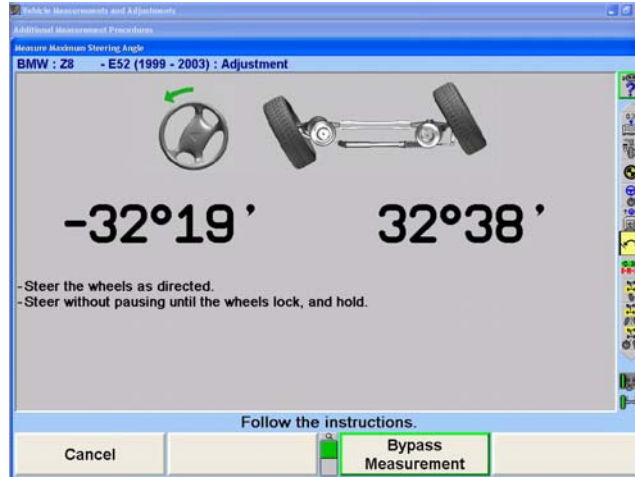 Vehicle Measurements and Adjustments
Additional Measurement Procedures
Measure Maximum Steering Angle
BMW : Z8 - E52 (1999 - 2003) : Adjustment
-32°19' 32°38'
-Steer the wheels as directed.
-Steer without pausing until the wheels lock, and hold.
Follow the instructions.
Cancel
Bypass
Measurement